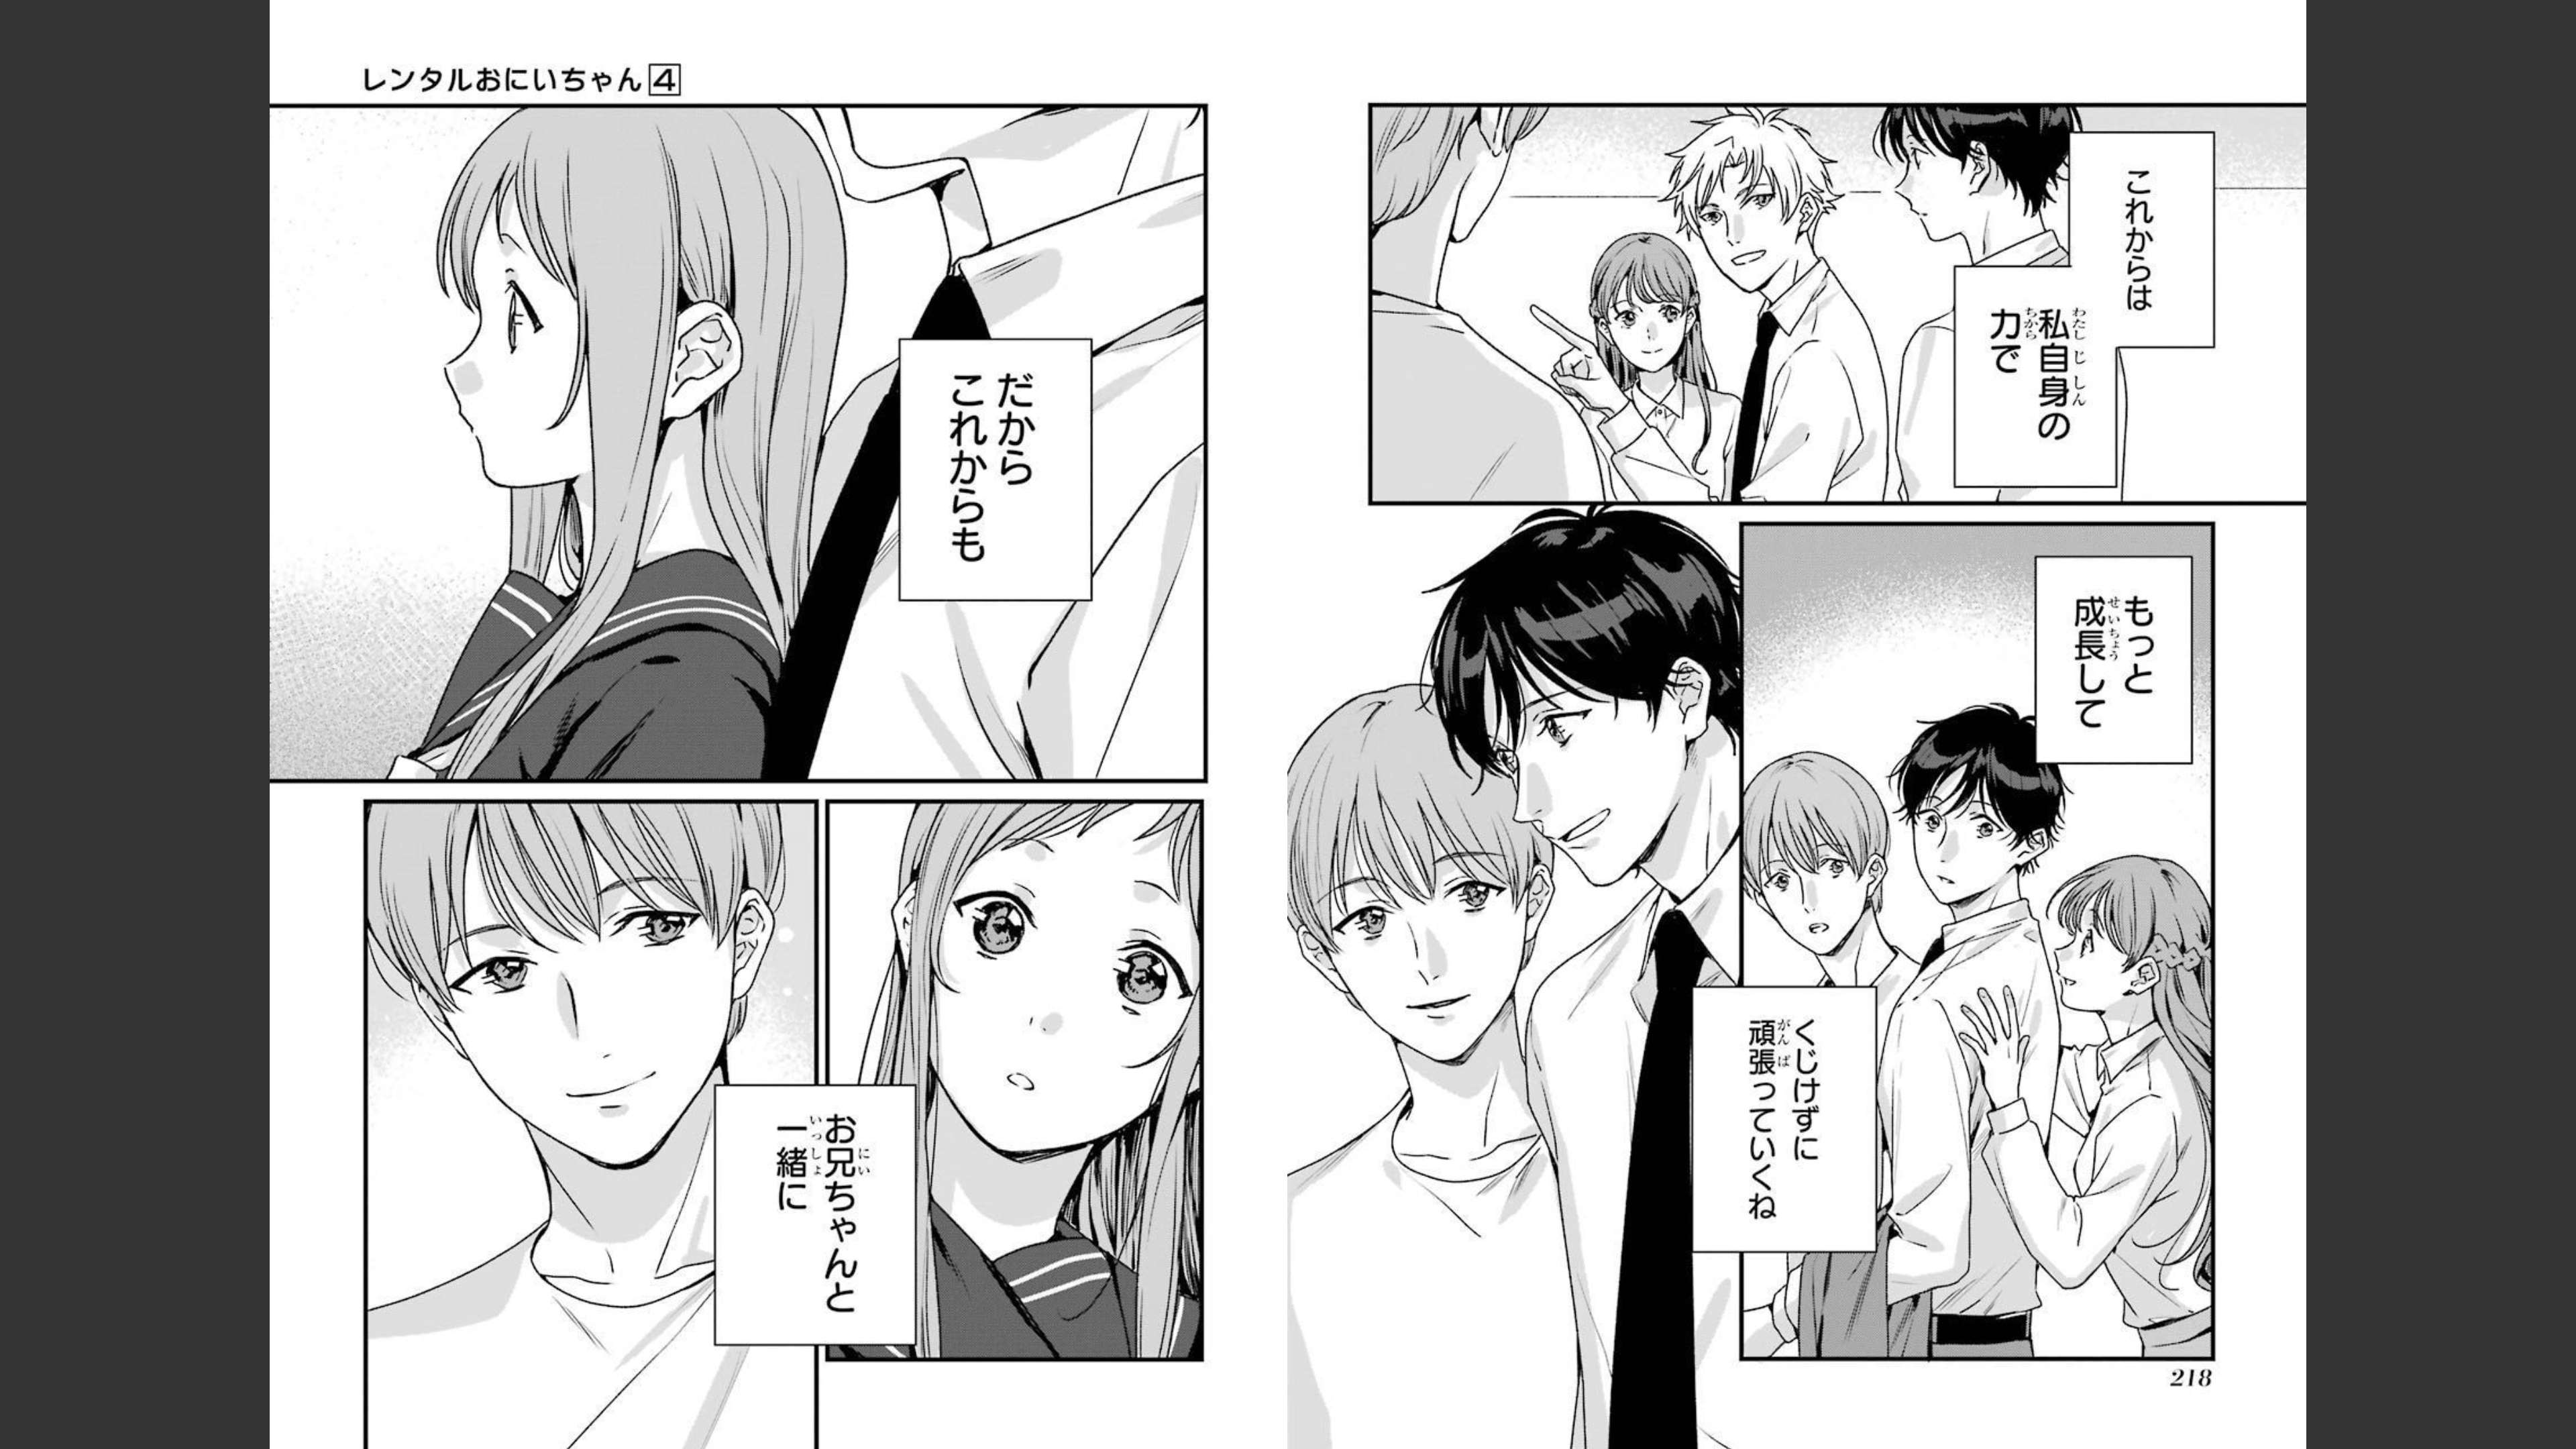 これからは
私自身の
力で
もっと
成長して
くじけずに
頑張っていくね
218
レンタルおにいちゃん 4
だから
これからも
お兄ちゃんと
一緒に